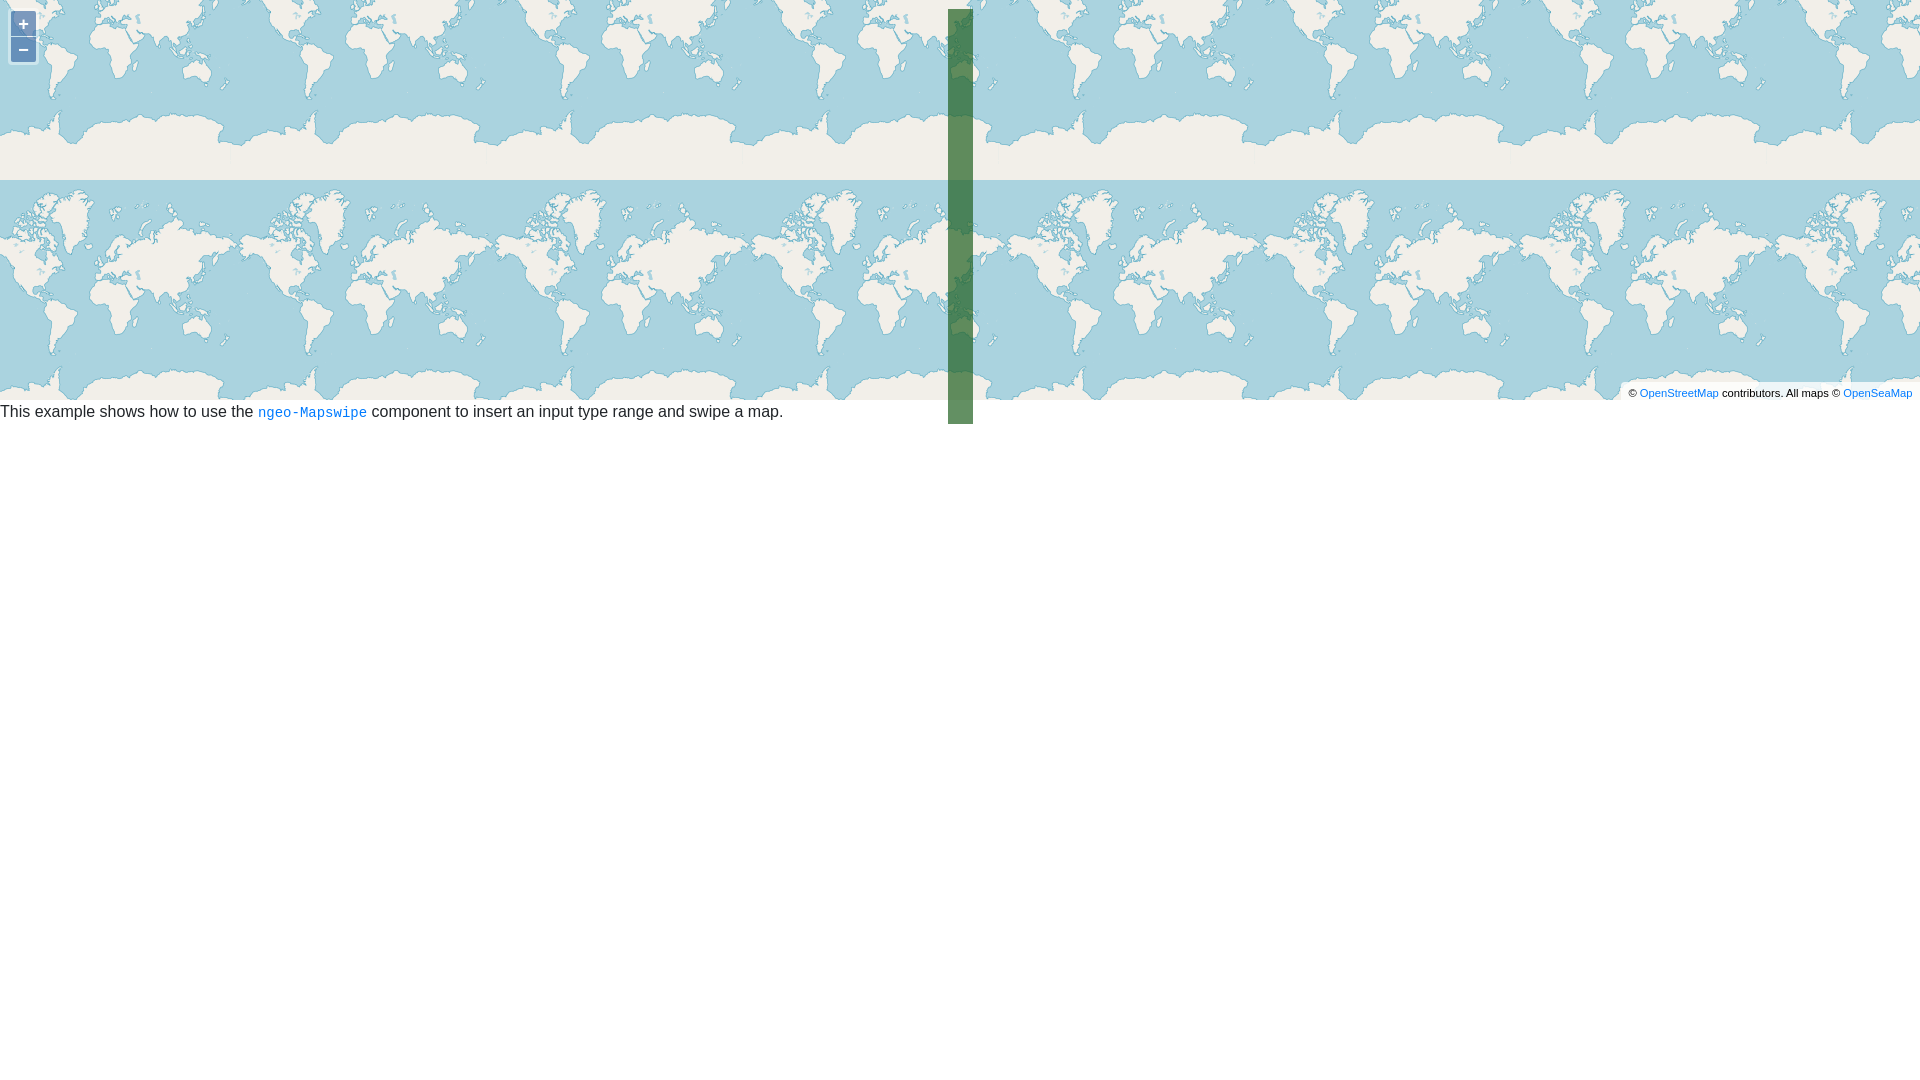 +
−
© OpenStreetMap contributors. All maps © OpenSeaMap
This example shows how to use the ngeo-Mapswipe component to insert an input type range and swipe a map.